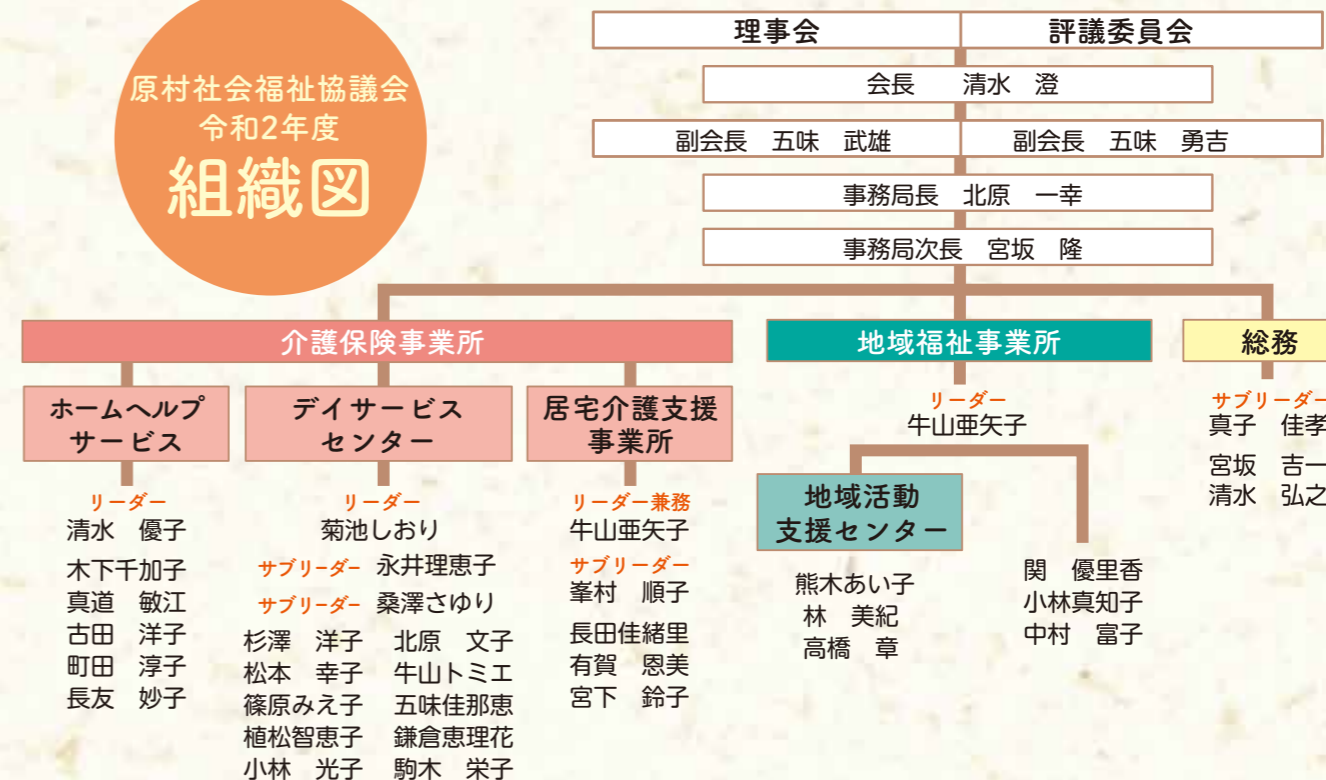 原村社会福祉協議会
令和2年度
組織図
理事会 評議委員会
会長 清水 澄
副会長 五味 武雄 副会長 五味 勇吉
事務局長 北原 一幸
事務局次長 宮坂 隆
介護保険事業所
ホームヘルプ
サービス
リーダー
清水 優子
木下千加子
真道 敏江
古田 洋子
町田 淳子
長友 妙子
デイサービス
センター
リーダー
菊池しおり
サブリーダー 永井理恵子
サブリーダー 桑澤さゆり
杉澤 洋子 北原 文子
松本 幸子 牛山トミエ
篠原みえ子 五味佳那恵
植松智恵子 鎌倉恵理花
小林 光子 駒木 栄子
居宅介護支援
事業所
リーダー兼務
牛山亜矢子
サブリーダー
峯村 順子
長田佳緒里
有賀 恩美
宮下 鈴子
地域福祉事業所
リーダー
牛山亜矢子
地域活動
支援センター
熊木あい子
林 美紀
高橋 章
関 優里香
小林真知子
中村 富子
総務
サブリーダー
真子 佳孝
宮坂 吉一
清水 弘之